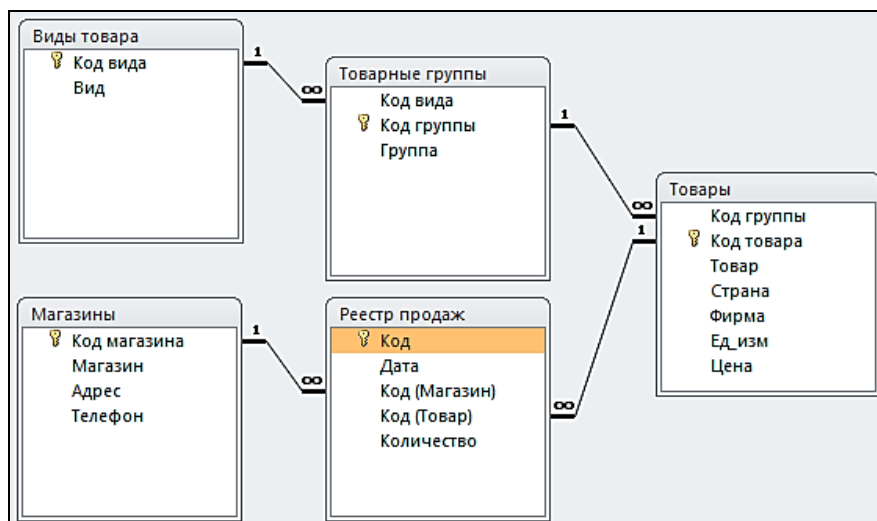 Виды товара
Код вида
Вид
1
∞
Товарные группы
Код вида
Код группы
Группа
1
∞
1
Товары
Код группы
Код товара
Товар
Страна
Фирма
Ед_изм
Цена
Магазины
Код магазина
Магазин
Адрес
Телефон
1
∞
Реестр продаж
Код
Дата
Код (Магазин)
Код (Товар)
Количество
∞